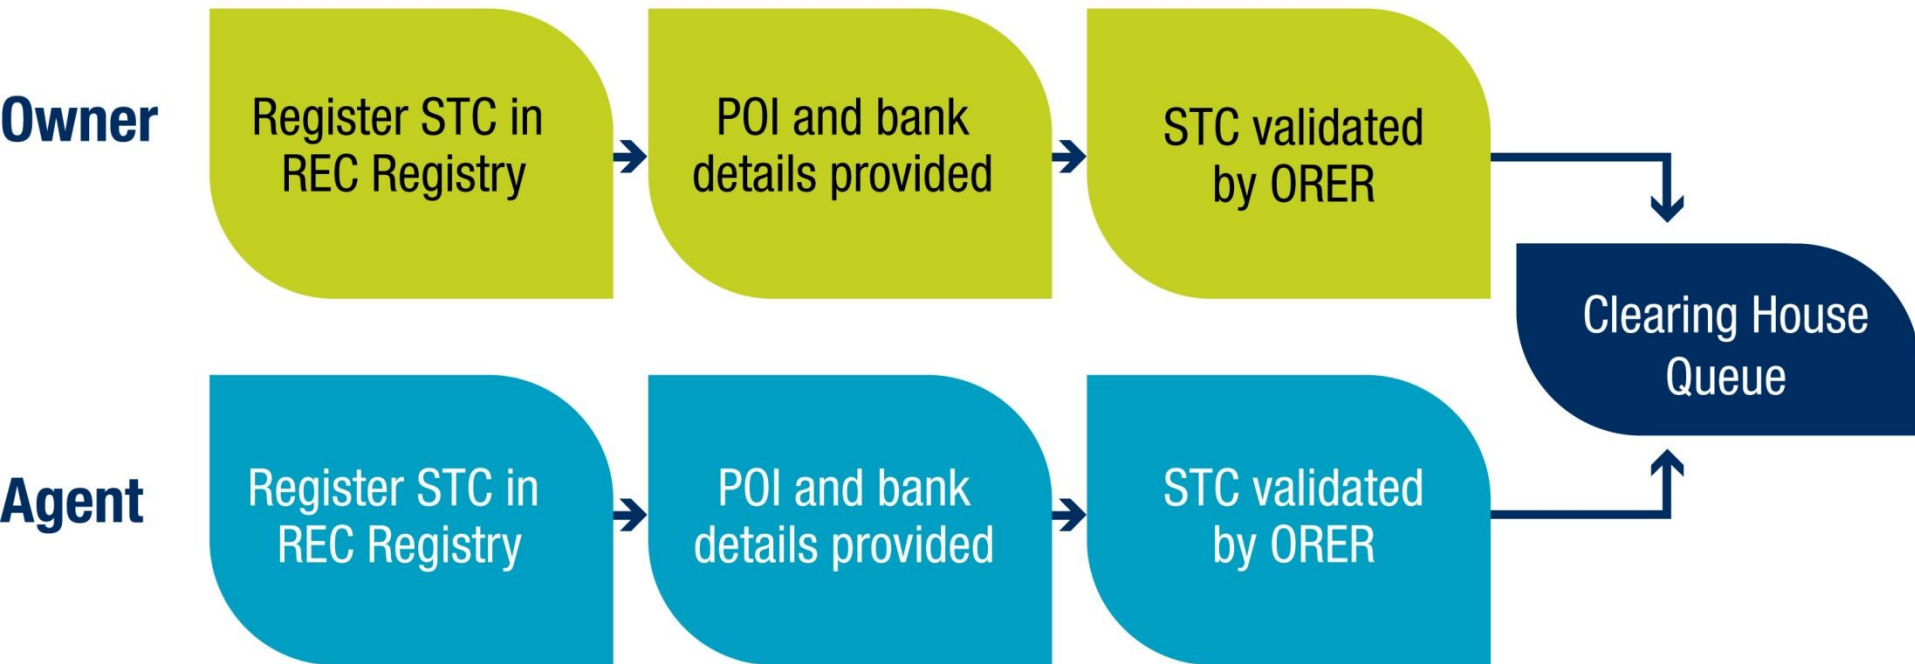 Owner
Register STC in
REC Registry
POI and bank
details provided
STC validated
by ORER
Clearing House
Queue
Agent
Register STC in
REC Registry
POI and bank
details provided
STC validated
by ORER